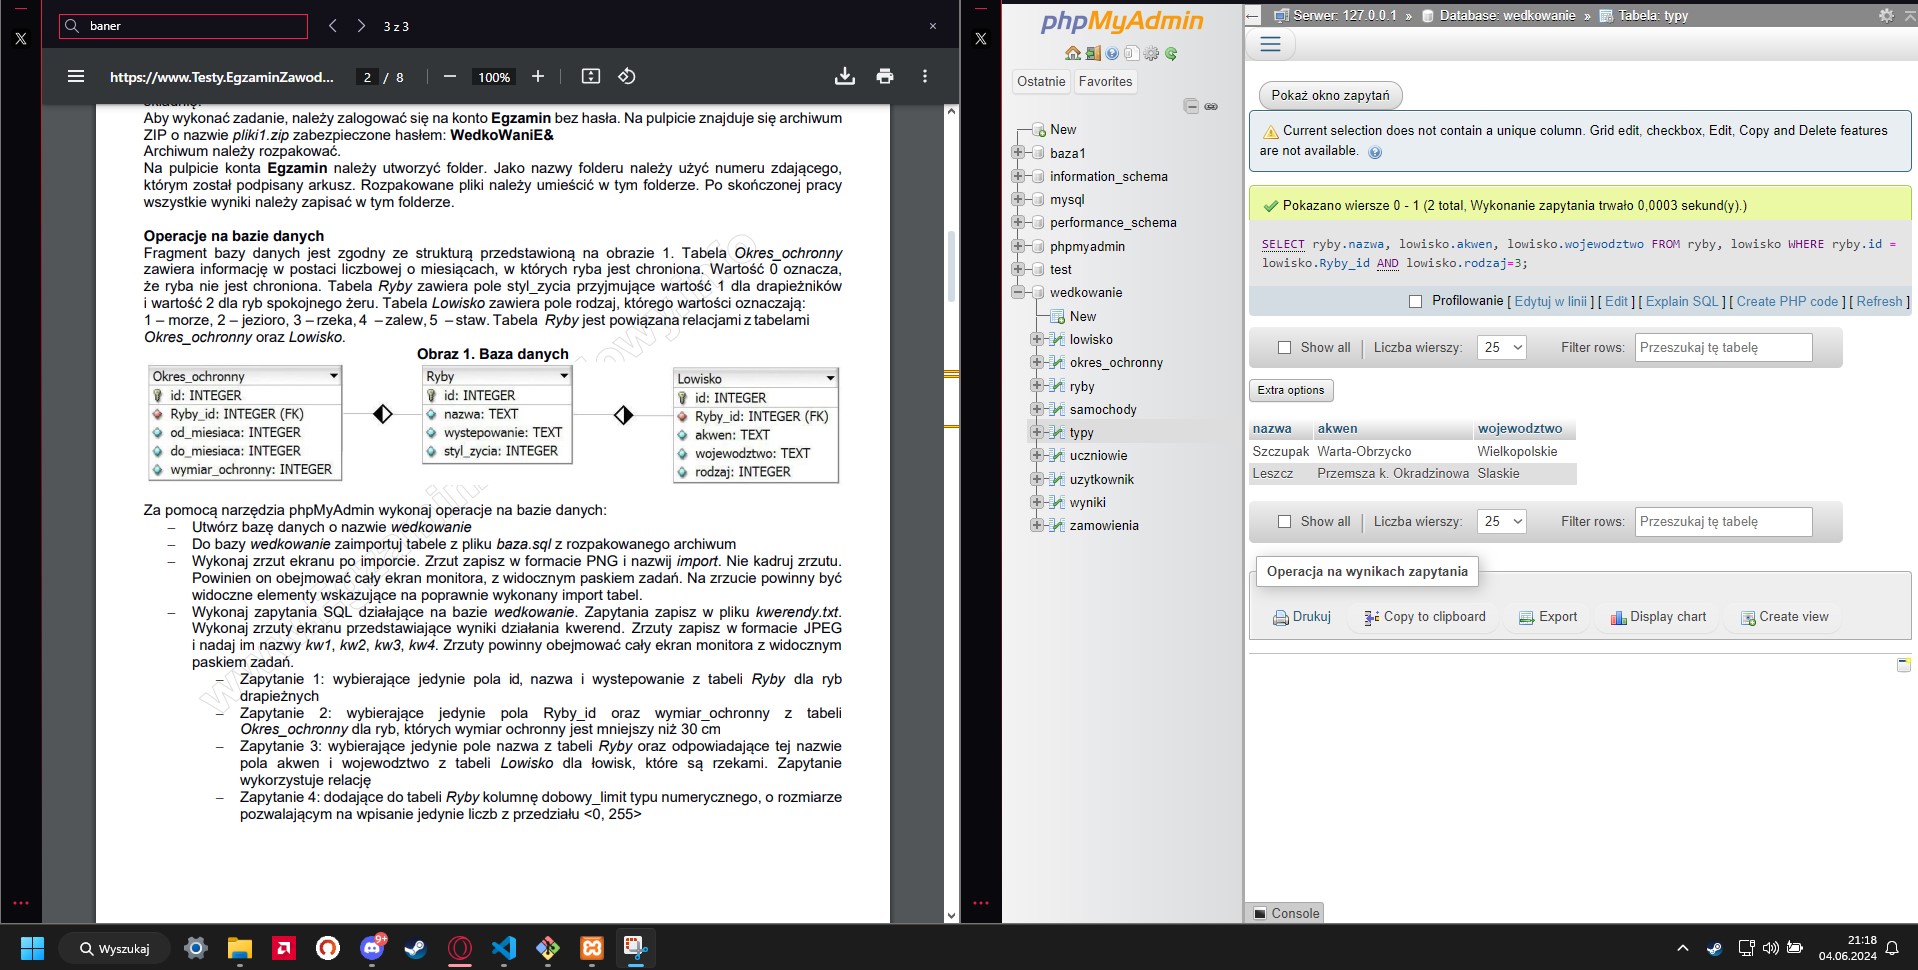 baner
3 z 3
https://www.Testy.EgzaminZawod...
2 / 8
100%
Aby wykonać zadanie, należy zalogować się na konto Egzamin bez hasła. Na pulpicie znajduje się archiwum
ZIP o nazwie pliki1.zip zabezpieczone hasłem: WedkoWaniE&
Archiwum należy rozpakować.
Na pulpicie konta Egzamin należy utworzyć folder. Jako nazwy folderu należy użyć numeru zdającego,
którym został podpisany arkusz. Rozpakowane pliki należy umieścić w tym folderze. Po skończonej pracy
wszystkie wyniki należy zapisać w tym folderze.
Operacje na bazie danych
Fragment bazy danych jest zgodny ze strukturą przedstawioną na obrazie 1. Tabela Okres_ochronny
zawiera informację w postaci liczbowej o miesiącach, w których ryba jest chroniona. Wartość 0 oznacza,
że ryba nie jest chroniona. Tabela Ryby zawiera pole styl_zycia przyjmujące wartość 1 dla drapieżników
i wartość 2 dla ryb spokojnego żeru. Tabela Lowisko zawiera pole rodzaj, którego wartości oznaczają:
1 – morze, 2 – jezioro, 3 – rzeka, 4 – zalew, 5 – staw. Tabela Ryby jest powiązana relacjami z tabelami
Okres_ochronny oraz Lowisko.
Obraz 1. Baza danych
Okres_ochronny
id: INTEGER
Ryby_id: INTEGER (FK)
od_miesiaca: INTEGER
do_miesiaca: INTEGER
wymiar_ochronny: INTEGER
Ryby
id: INTEGER
nazwa: TEXT
wystepowanie: TEXT
styl_zycia: INTEGER
Lowisko
id: INTEGER
Ryby_id: INTEGER (FK)
akwen: TEXT
wojewodztwo: TEXT
rodzaj: INTEGER
Za pomocą narzędzia phpMyAdmin wykonaj operacje na bazie danych:
– Utwórz bazę danych o nazwie wedkowanie
– Do bazy wedkowanie zaimportuj tabele z pliku baza.sql z rozpakowanego archiwum
– Wykonaj zrzut ekranu po imporcie. Zrzut zapisz w formacie PNG i nazwij import. Nie kadruj zrzutu.
Powinien on obejmować cały ekran monitora, z widocznym paskiem zadań. Na zrzucie powinny być
widoczne elementy wskazujące na poprawnie wykonany import tabel.
– Wykonaj zapytania SQL działające na bazie wedkowanie. Zapytania zapisz w pliku kwerendy.txt.
Wykonaj zrzuty ekranu przedstawiające wyniki działania kwerend. Zrzuty zapisz w formacie JPEG
i nadaj im nazwy kw1, kw2, kw3, kw4. Zrzuty powinny obejmować cały ekran monitora z widocznym
paskiem zadań.
– Zapytanie 1: wybierające jedynie pola id, nazwa i wystepowanie z tabeli Ryby dla ryb
drapieżnych
– Zapytanie 2: wybierające jedynie pola Ryby_id oraz wymiar_ochronny z tabeli
Okres_ochronny dla ryb, których wymiar ochronny jest mniejszy niż 30 cm
– Zapytanie 3: wybierające jedynie pole nazwa z tabeli Ryby oraz odpowiadające tej nazwie
pola akwen i wojewodztwo z tabeli Lowisko dla łowisk, które są rzekami. Zapytanie
wykorzystuje relację
– Zapytanie 4: dodające do tabeli Ryby kolumnę dobowy_limit typu numerycznego, o rozmiarze
pozwalającym na wpisanie jedynie liczb z przedziału <0, 255>
phpMyAdmin
Ostatnie Favorites
New
baza1
information_schema
mysql
performance_schema
phpmyadmin
test
wedkowanie
New
lowisko
okres_ochronny
ryby
samochody
typy
uczniowie
uzytkownik
wyniki
zamowienia
Serwer: 127.0.0.1 » Database: wedkowanie » Tabela: typy
Pokaż okno zapytań
Current selection does not contain a unique column. Grid edit, checkbox, Edit, Copy and Delete features
are not available.
Pokazano wiersze 0 - 1 (2 total, Wykonanie zapytania trwało 0,0003 sekund(y).)
SELECT ryby.nazwa, lowisko.akwen, lowisko.wojewodztwo FROM ryby, lowisko WHERE ryby.id =
lowisko.Ryby_id AND lowisko.rodzaj=3;
Profilowanie [ Edytuj w linii ] [ Edit ] [ Explain SQL ] [ Create PHP code ] [ Refresh ]
Show all Liczba wierszy: 25 Filter rows: Przeszukaj tę tabelę
Extra options
nazwa akwen wojewodztwo
Szczupak Warta-Obrzycko Wielkopolskie
Leszcz Przemsza k. Okradzinowa Slaskie
Show all Liczba wierszy: 25 Filter rows: Przeszukaj tę tabelę
Operacja na wynikach zapytania
Drukuj Copy to clipboard Export Display chart Create view
Console
Wyszukaj
9+
21:18
04.06.2024